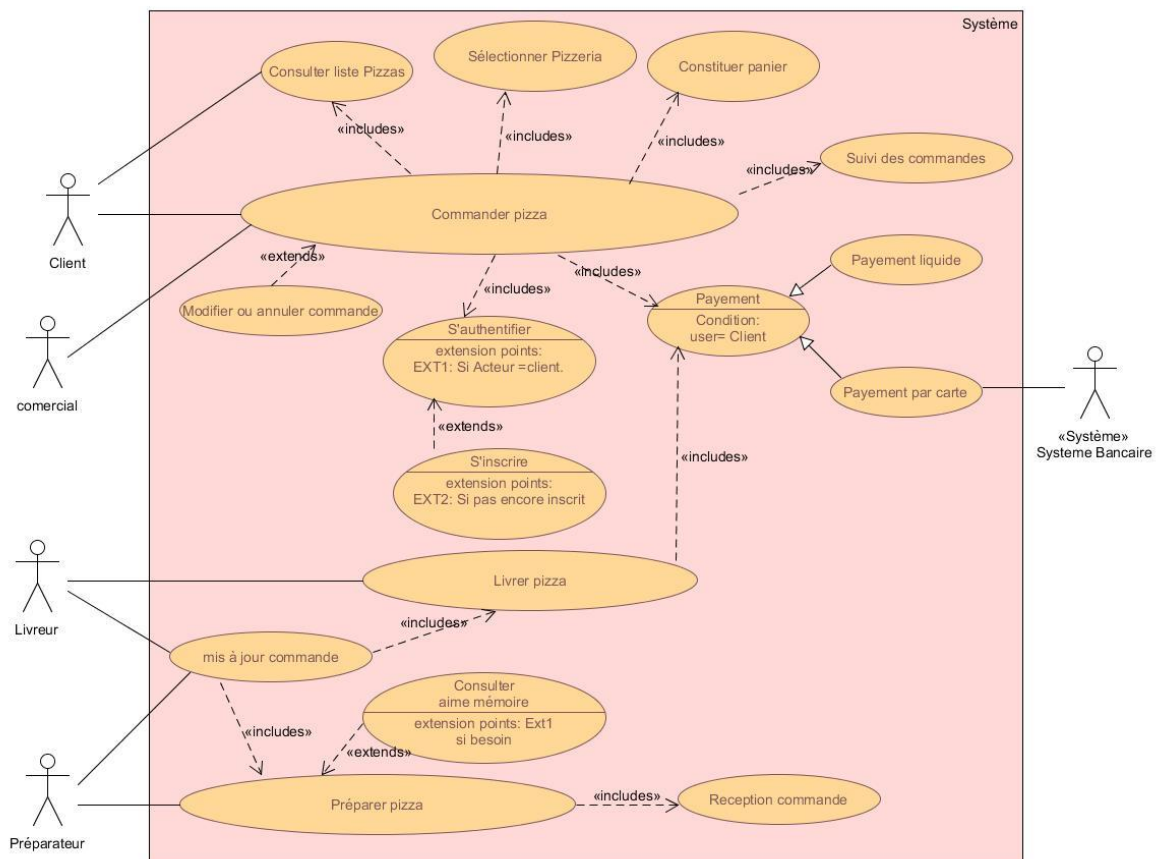 Système
Consulter liste Pizzas
Sélectionner Pizzeria
Constituer panier
«includes»
«includes»
«includes»
Suivi des commandes
«includes»
Client
Commander pizza
«extends»
Modifier ou annuler commande
«includes»
«includes»
Payement liquide
Payement
Condition:
user= Client
S'authentifier
extension points:
EXT1: Si Acteur =client.
comercial
Payement par carte
«Système»
Systeme Bancaire
«extends»
S'inscrire
extension points:
EXT2: Si pas encore inscrit
«includes»
Livreur
Livrer pizza
«includes»
mis à jour commande
Consulter
aime mémoire
extension points: Ext1
si besoin
«includes»
«extends»
Préparateur
Préparer pizza
«includes»
Reception commande